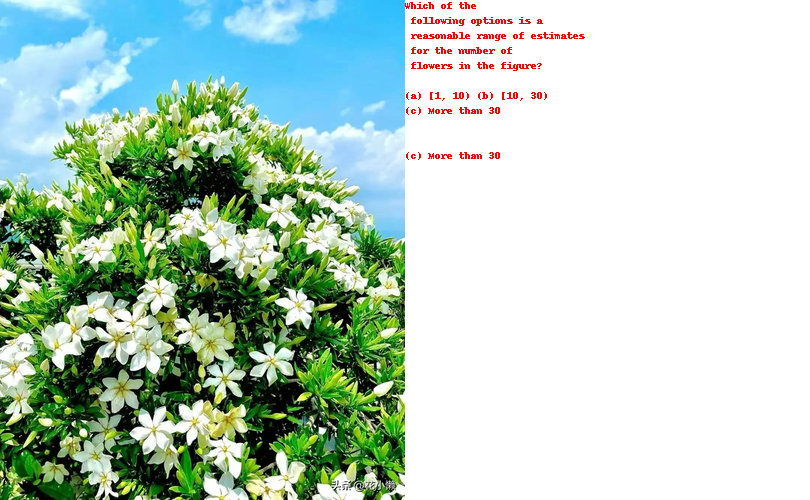 Which of the
following options is a
reasonable range of estimates
for the number of
flowers in the figure?
(a) [1, 10) (b) [10, 30)
(c) More than 30
(c) More than 30
头条 @花小懒